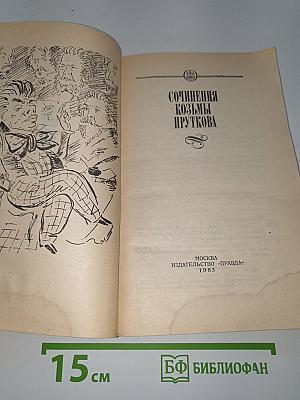 СОЧИНЕНИЯ
КОЗЬМЫ
ПРУТКОВА
МОСКВА
ИЗДАТЕЛЬСТВО «ПРАВДА»
1983
15 см
БФ БИБЛИОФАН